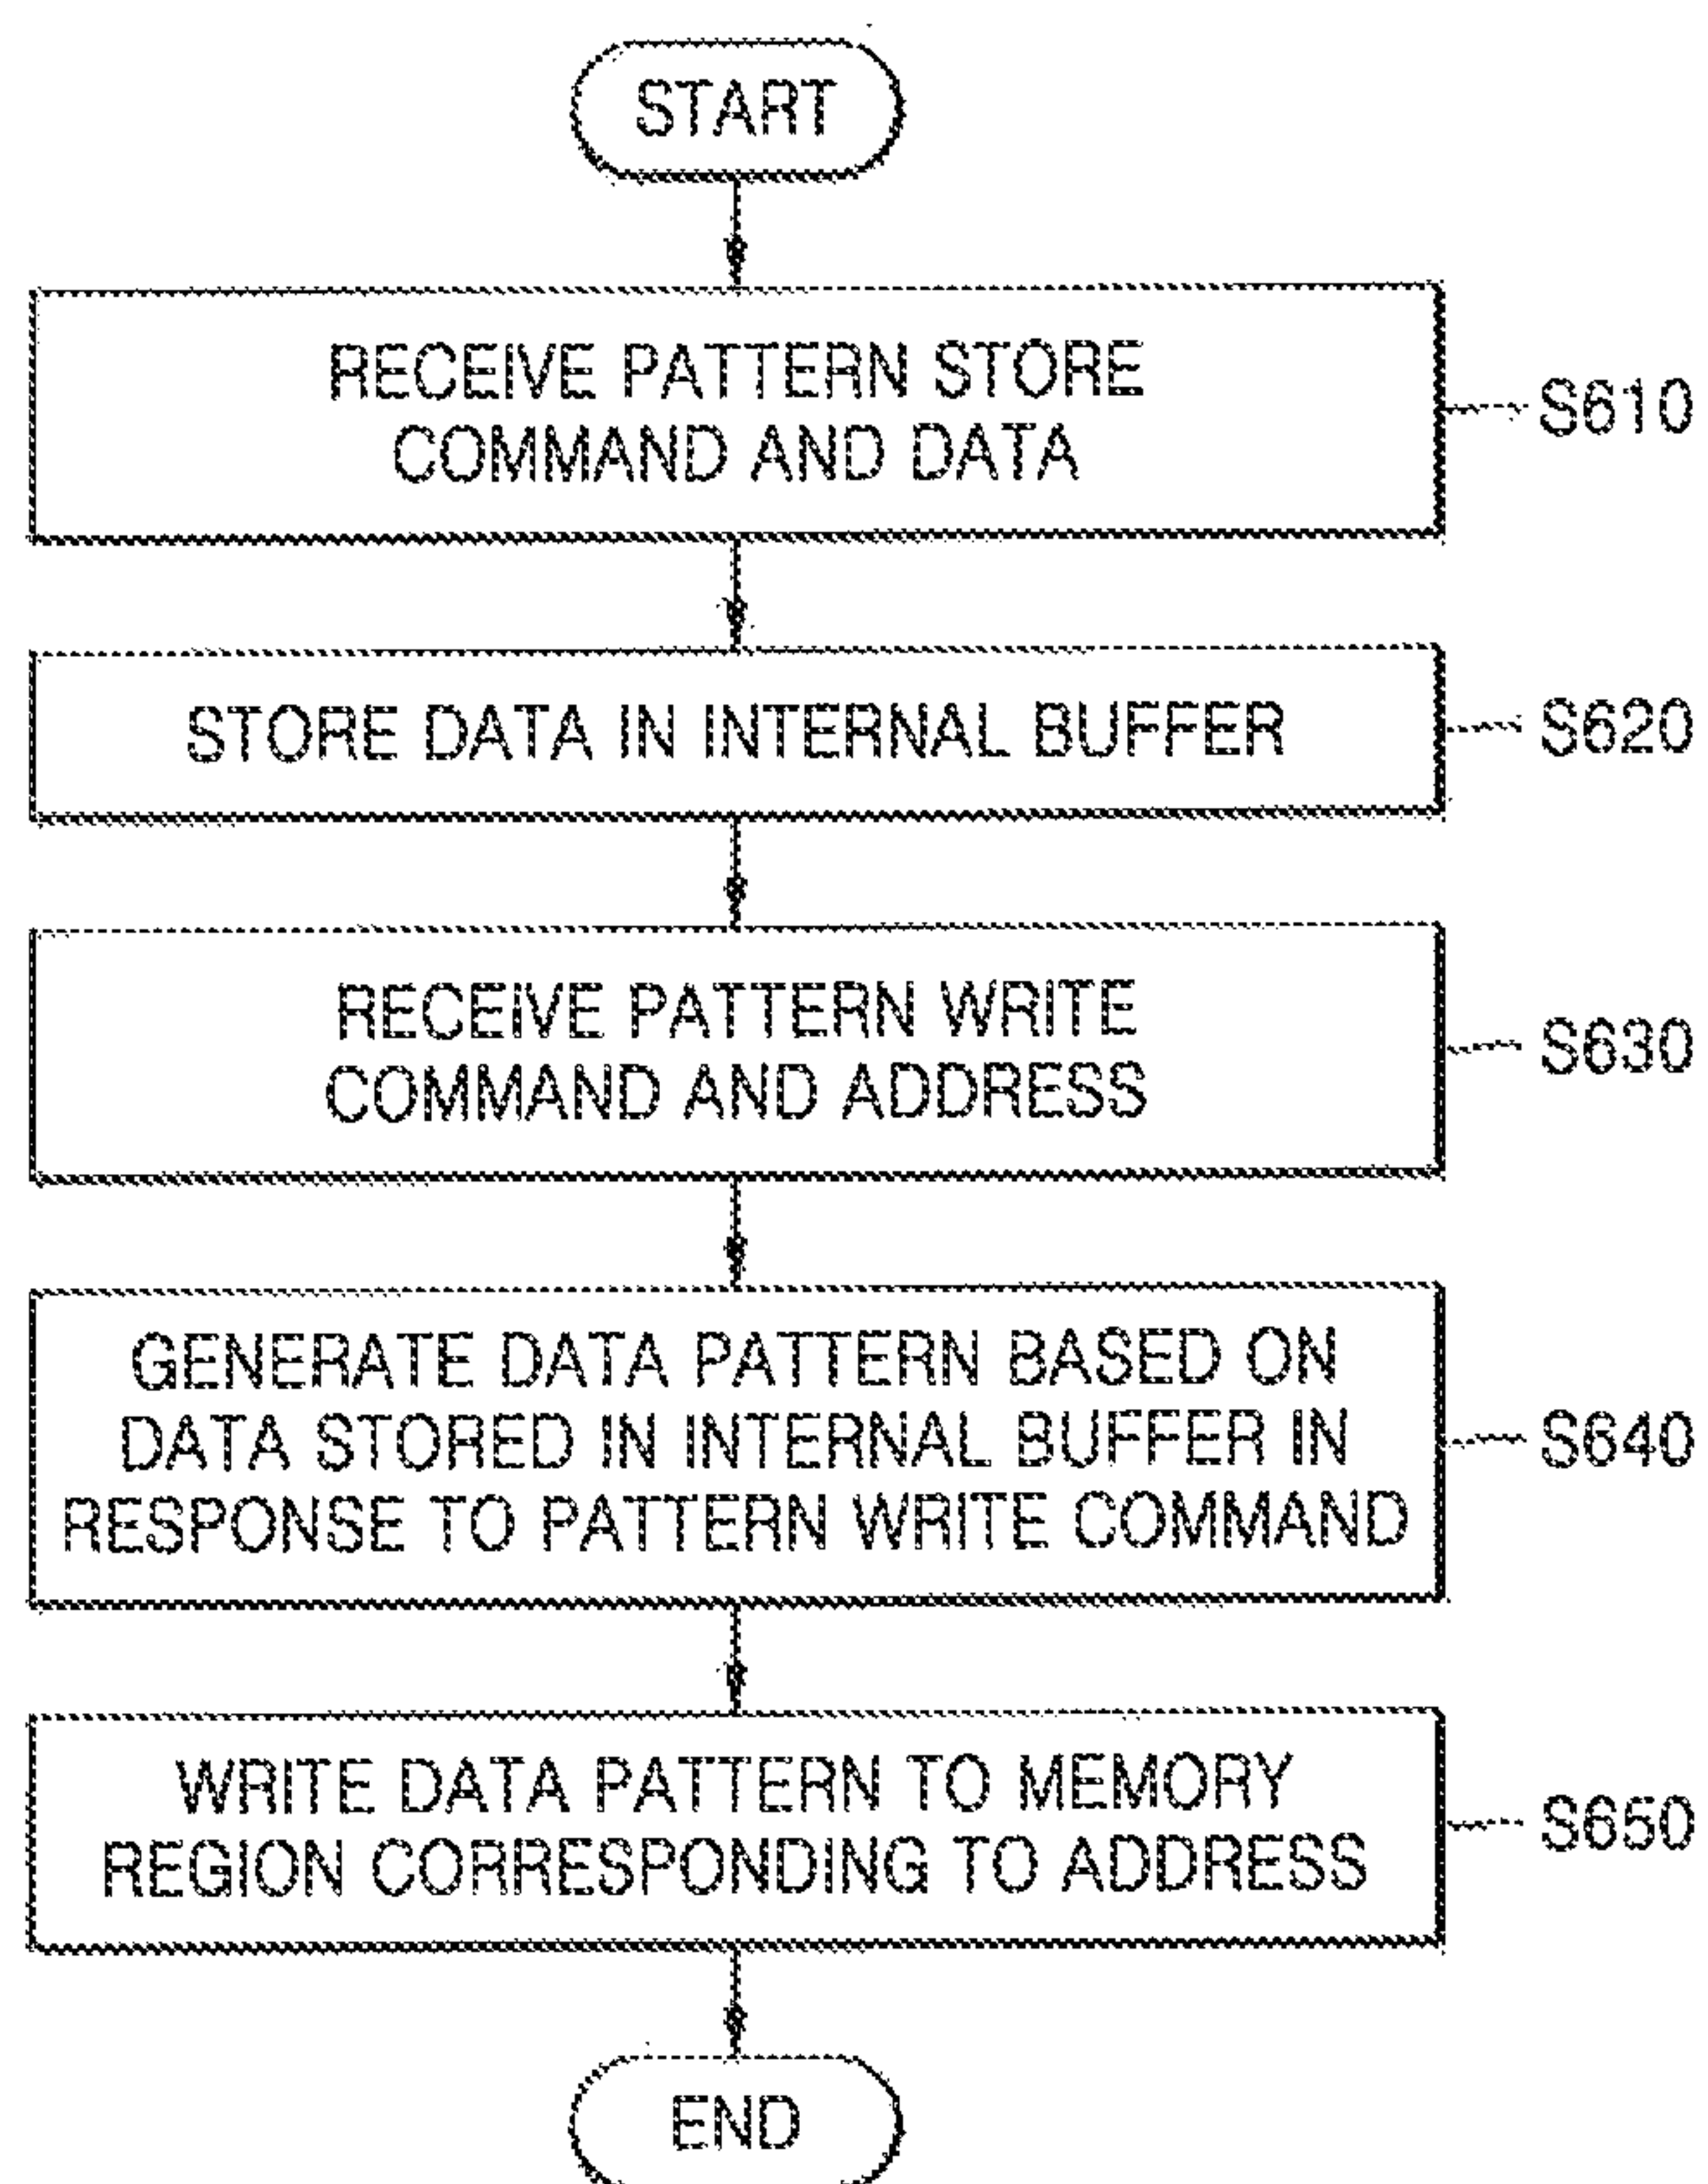 START
RECEIVE PATTERN STORE
COMMAND AND DATA
S610
STORE DATA IN INTERNAL BUFFER
S620
RECEIVE PATTERN WRITE
COMMAND AND ADDRESS
S630
GENERATE DATA PATTERN BASED ON
DATA STORED IN INTERNAL BUFFER IN
RESPONSE TO PATTERN WRITE COMMAND
S640
WRITE DATA PATTERN TO MEMORY
REGION CORRESPONDING TO ADDRESS
S650
END